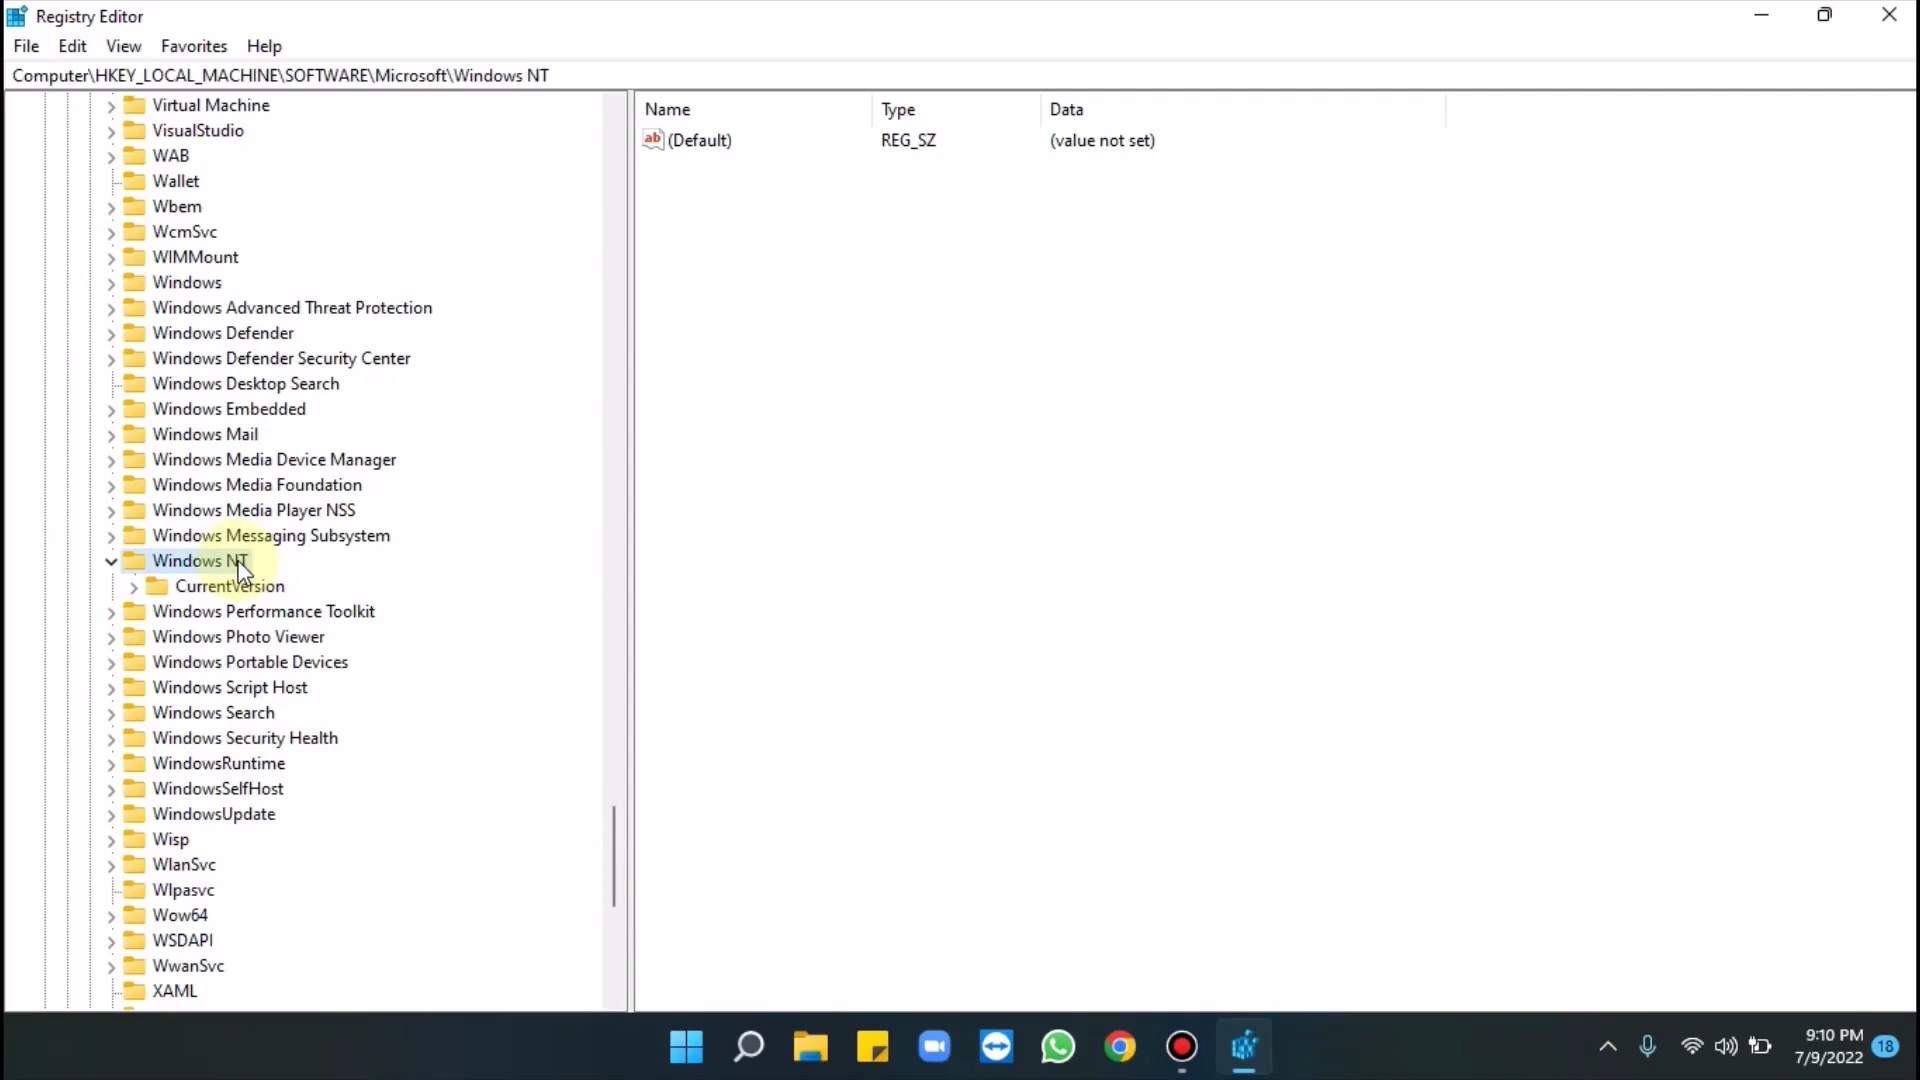 Registry Editor
File Edit View Favorites Help
Computer\HKEY_LOCAL_MACHINE\SOFTWARE\Microsoft\Windows NT
Virtual Machine
VisualStudio
WAB
Wallet
Wbem
WcmSvc
WIMMount
Windows
Windows Advanced Threat Protection
Windows Defender
Windows Defender Security Center
Windows Desktop Search
Windows Embedded
Windows Mail
Windows Media Device Manager
Windows Media Foundation
Windows Media Player NSS
Windows Messaging Subsystem
Windows NT
CurrentVersion
Windows Performance Toolkit
Windows Photo Viewer
Windows Portable Devices
Windows Script Host
Windows Search
Windows Security Health
WindowsRuntime
WindowsSelfHost
WindowsUpdate
Wisp
WlanSvc
Wlpasvc
Wow64
WSDAPI
WwanSvc
XAML
Name Type Data
ab (Default) REG_SZ (value not set)
9:10 PM
7/9/2022
18